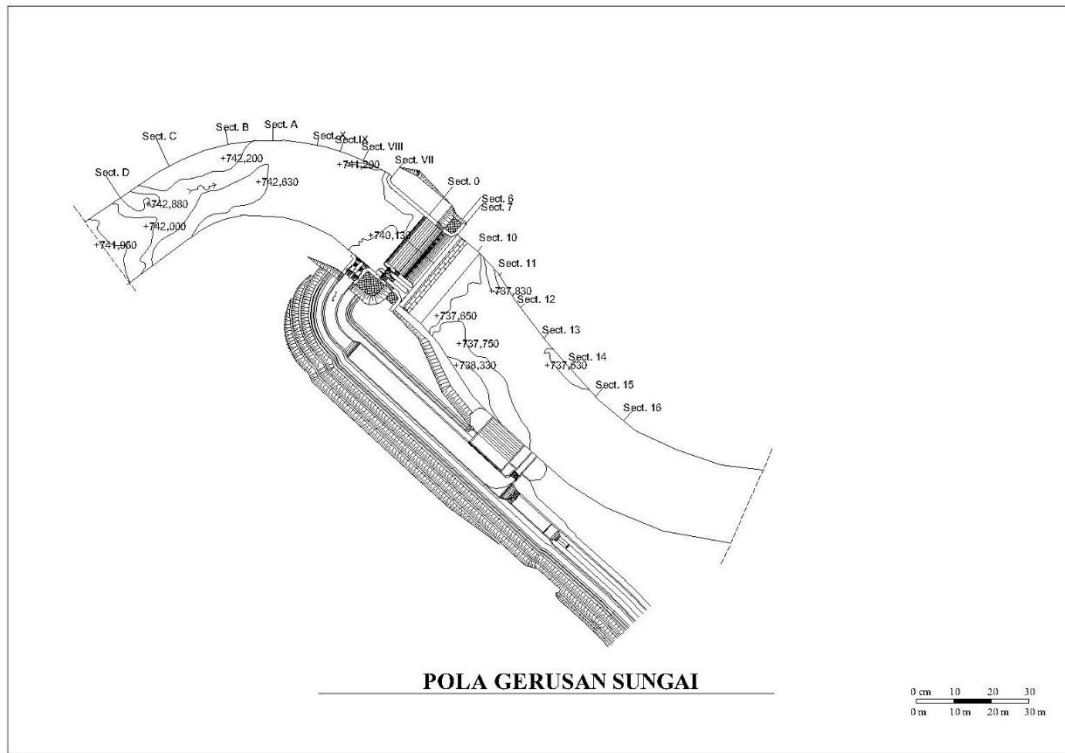 Sect. A
Sect. B
Sect. X
Sect. C
Sect.IX
Sect. VIII
+742,200
+741,200
Sect. VII
Sect. D
+742,630
Sect. 0
Sect. 6
+742,880
Sect. 7
+742,000
+740,130
+741,950
Sect. 10
Sect. 11
+737,830
Sect. 12
+737,650
Sect. 13
+737,750
Sect. 14
+738,330
+737,630
Sect. 15
Sect. 16
POLA GERUSAN SUNGAI
0 cm 10 20 30
0 m 10 m 20 m 30 m